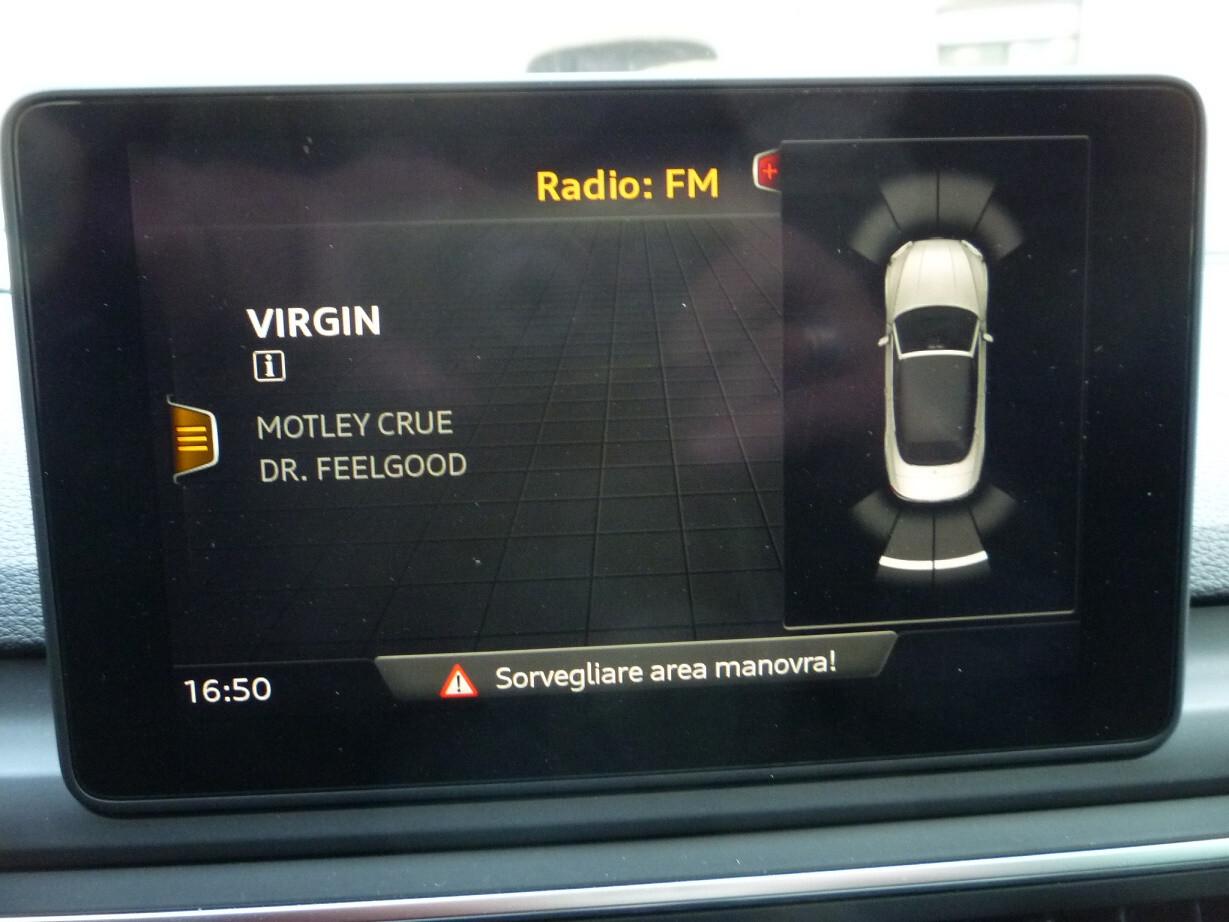 Radio: FM
VIRGIN
i
MOTLEY CRUE
DR. FEELGOOD
16:50
Sorvegliare area manovra!